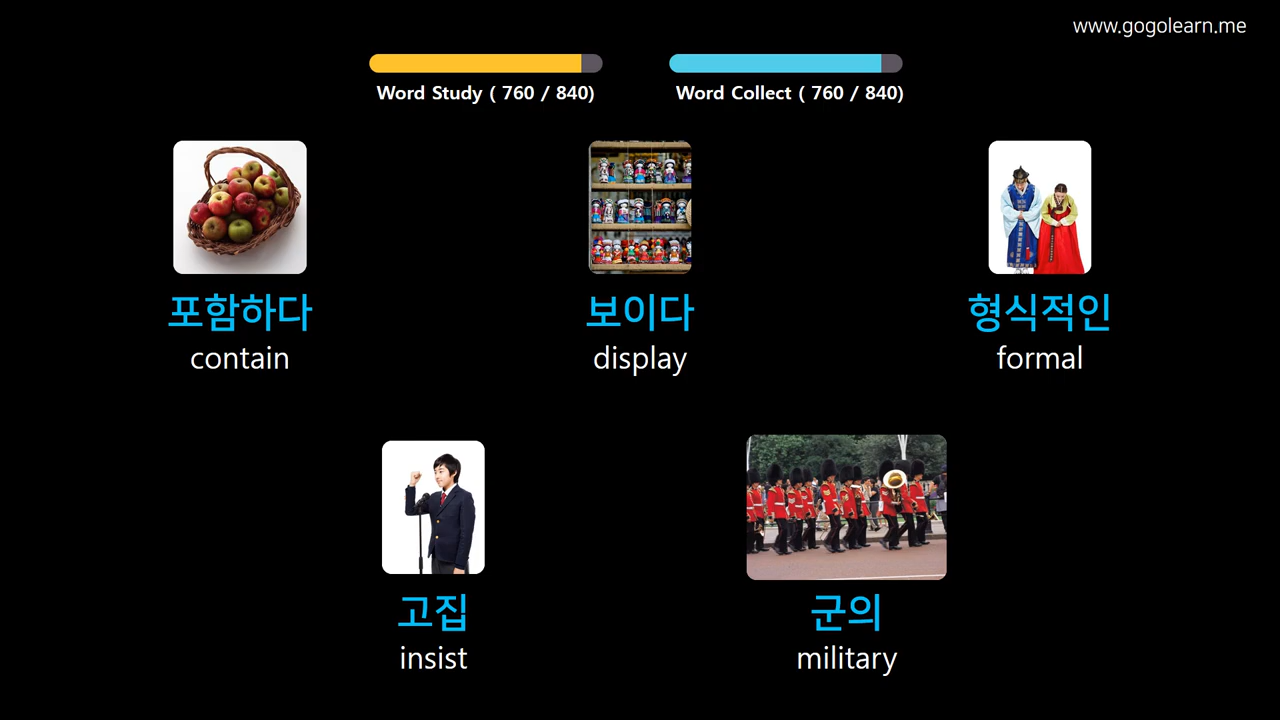 www.gogolearn.me
Word Study ( 760 / 840)
Word Collect ( 760 / 840)
포함하다
contain
보이다
display
형식적인
formal
고집
insist
군의
military